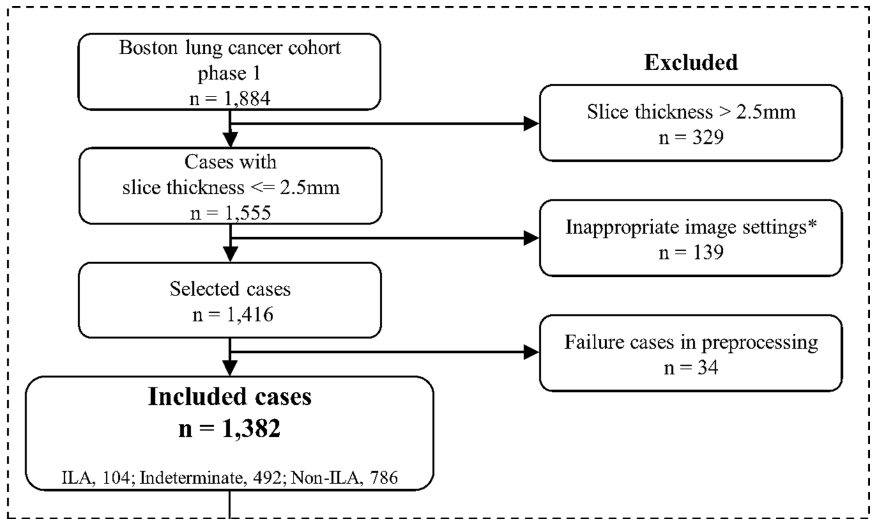 Boston lung cancer cohort
phase 1
n = 1,884
Excluded
Slice thickness > 2.5mm
n = 329
Cases with
slice thickness <= 2.5mm
n = 1,555
Inappropriate image settings*
n = 139
Selected cases
n = 1,416
Failure cases in preprocessing
n = 34
Included cases
n = 1,382
ILA, 104; Indeterminate, 492; Non-ILA, 786